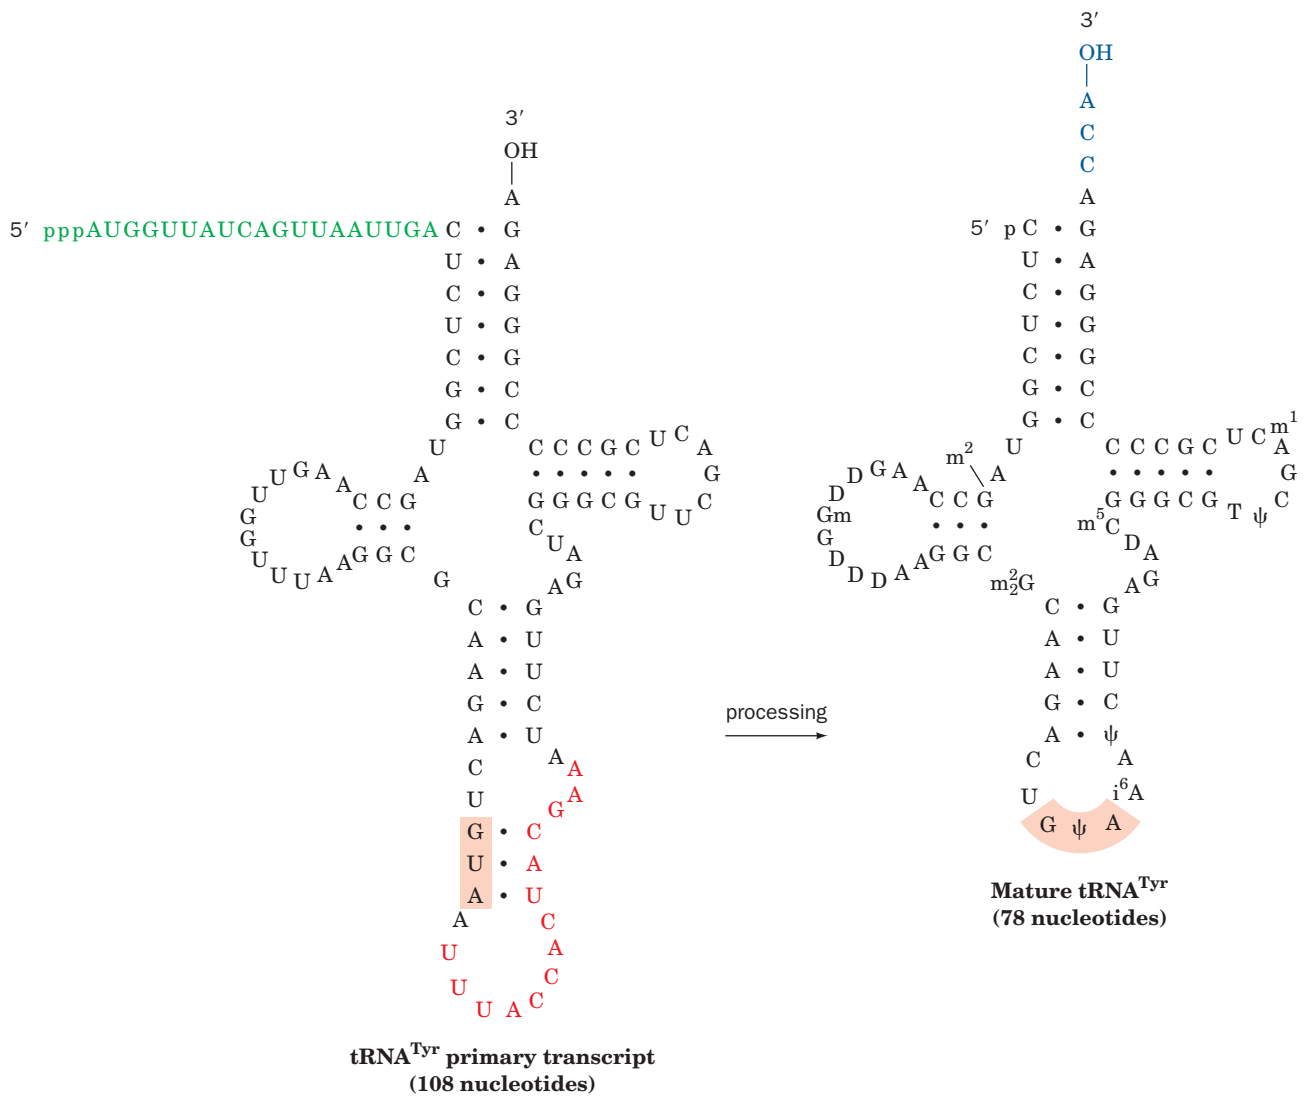 3′
OH
A
5′ pppAUGGUUAUCAGUUAAUUGA C • G
U • A
C • G
U • G
C • G
G • C
G • C
U
A
C C C G C U C A G C U U G C G G G
• • • • •
G C C A A G U U G G U U U A A G G C
• • •
G
C U A G A
C • G
A • U
A • U
G • C
A • U
C A A
U G A
G • C
A
U • A
A • U
A C
U A
U C
U A C
tRNA^Tyr primary transcript
(108 nucleotides)
processing
3′
OH
A
C
C
A
5′ pC • G
U • A
C • G
U • G
C • G
G • C
G • C
U
A
m²
C C C G C U C m¹A G C ψ T G C G G G
• • • • •
G C C A A G D D Gm G D D D A A G G C
• • •
m²₂G
m⁵C D A G A
C • G
A • U
A • U
G • C
A • ψ
C A
U i⁶A
G ψ A
Mature tRNA^Tyr
(78 nucleotides)